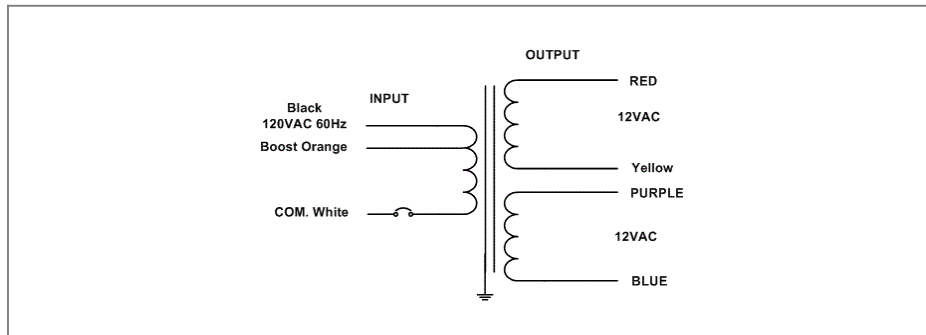 OUTPUT
RED
Black
INPUT
120VAC 60Hz
12VAC
Boost Orange
Yellow
PURPLE
COM. White
12VAC
BLUE